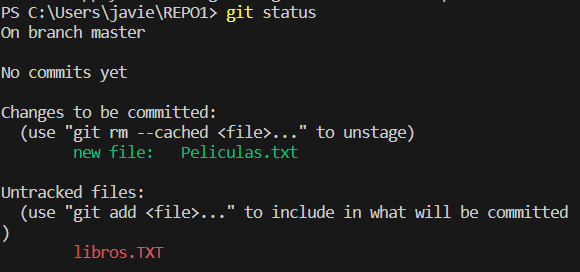 PS C:\Users\javie\REPO1> git status
On branch master
No commits yet
Changes to be committed:
(use "git rm --cached <file>..." to unstage)
new file:   Peliculas.txt
Untracked files:
(use "git add <file>..." to include in what will be committed
)
libros.TXT